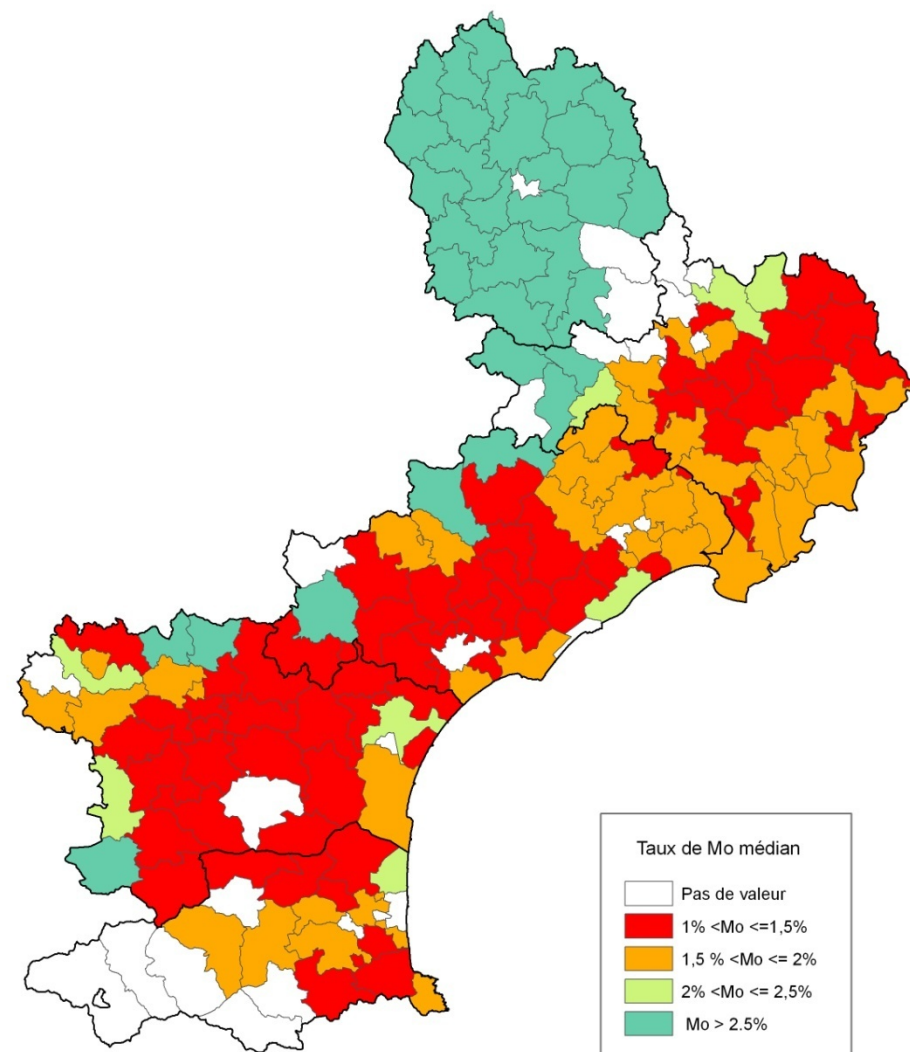 Taux de Mo médian
Pas de valeur
1% <Mo <=1,5%
1,5 % <Mo <= 2%
2% <Mo <= 2,5%
Mo > 2.5%